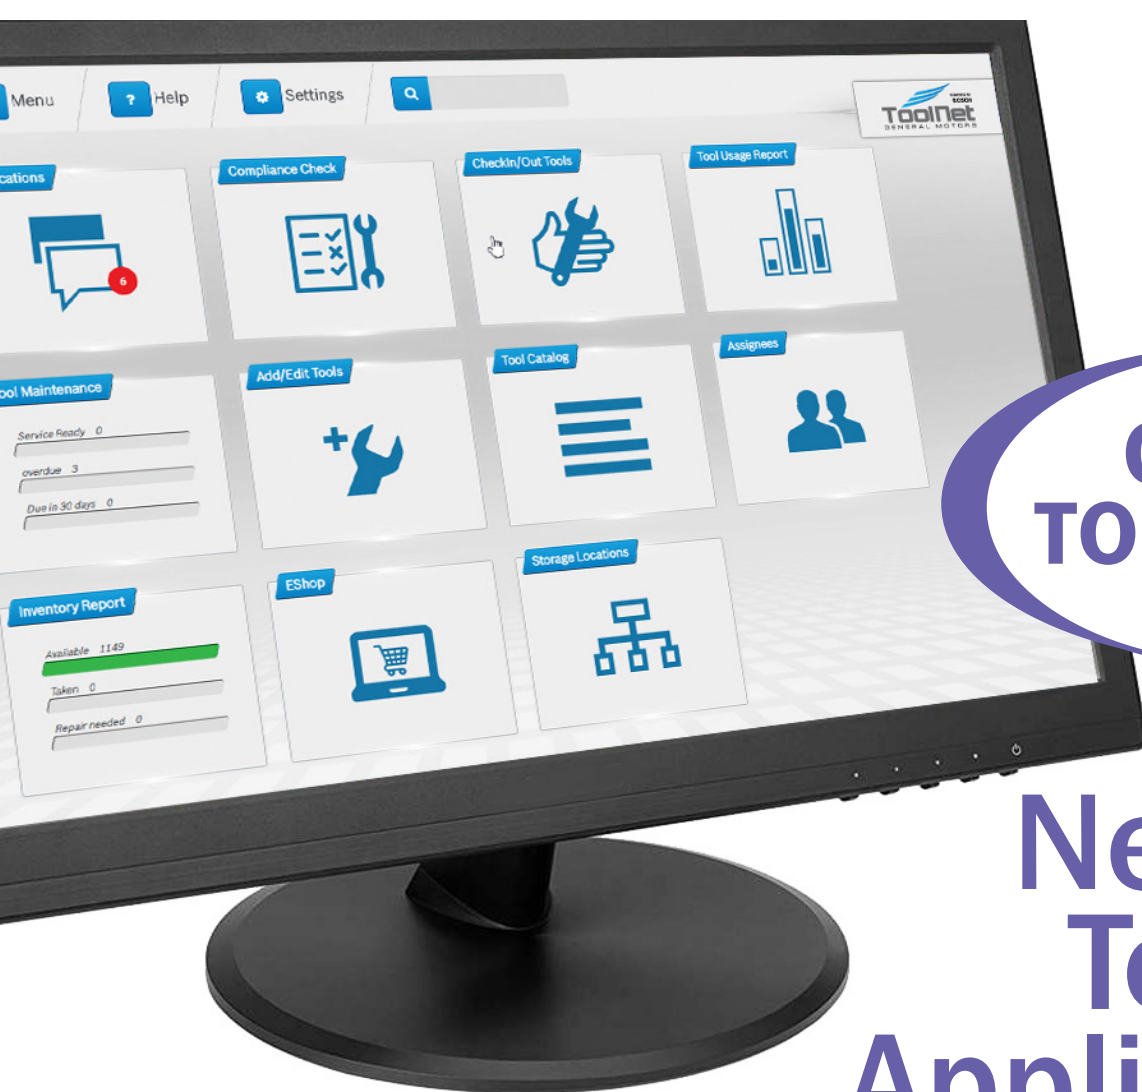 Menu
? Help
Settings
ToolNet
GENERAL MOTORS
cations
6
Compliance Check
CheckIn/Out Tools
Tool Usage Report
ool Maintenance
Service Ready 0
overdue 3
Due in 30 days 0
Add/Edit Tools
Tool Catalog
Assignees
Inventory Report
Available 1149
Taken 0
Repair needed 0
EShop
Storage Locations
TO
Ne
To
Appli